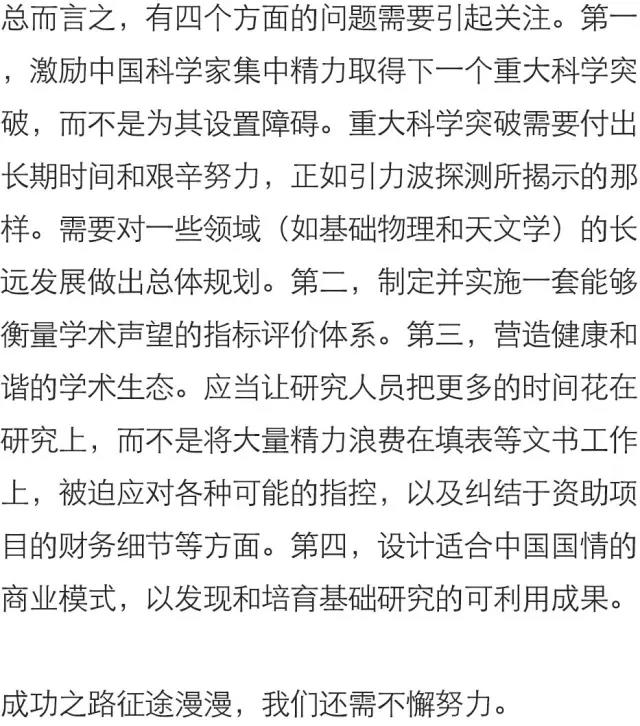 总而言之，有四个方面的问题需要引起关注。第一
，激励中国科学家集中精力取得下一个重大科学突
破，而不是为其设置障碍。重大科学突破需要付出
长期时间和艰辛努力，正如引力波探测所揭示的那
样。需要对一些领域（如基础物理和天文学）的长
远发展做出总体规划。第二，制定并实施一套能够
衡量学术声望的指标评价体系。第三，营造健康和
谐的学术生态。应当让研究人员把更多的时间花在
研究上，而不是将大量精力浪费在填表等文书工作
上，被迫应对各种可能的指控，以及纠结于资助项
目的财务细节等方面。第四，设计适合中国国情的
商业模式，以发现和培育基础研究的可利用成果。
成功之路征途漫漫，我们还需不懈努力。